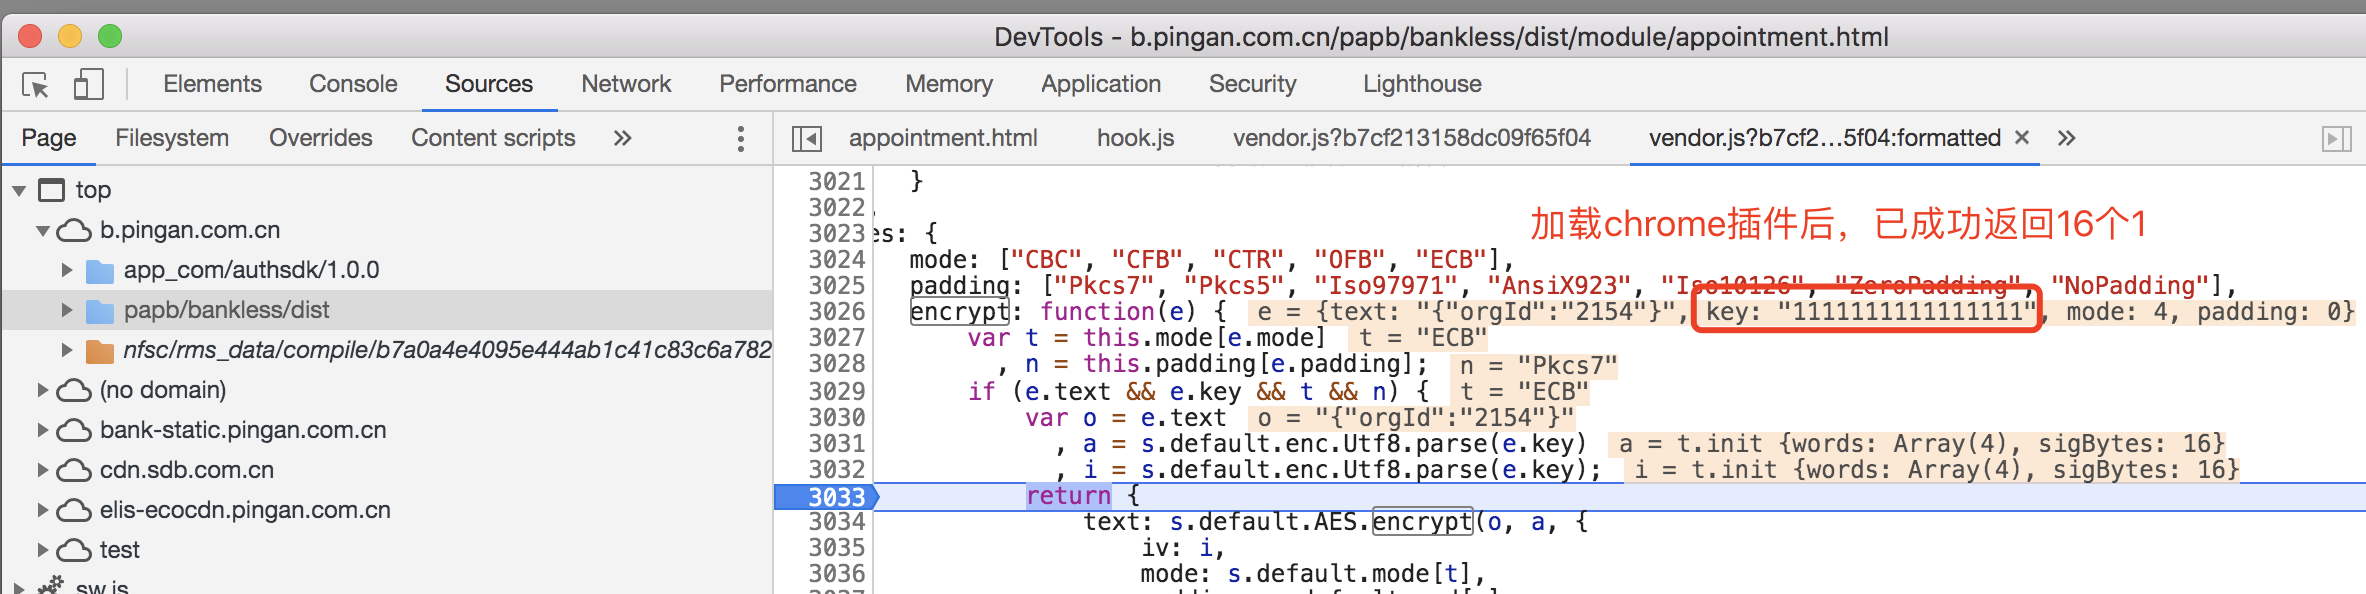 DevTools - b.pingan.com.cn/papb/bankless/dist/module/appointment.html
Elements Console Sources Network Performance Memory Application Security Lighthouse
Page Filesystem Overrides Content scripts »
appointment.html hook.js vendor.js?b7cf213158dc09f65f04 vendor.js?b7cf2...5f04:formatted × »
top
b.pingan.com.cn
app_com/authsdk/1.0.0
papb/bankless/dist
nfsc/rms_data/compile/b7a0a4e4095e444ab1c41c83c6a782
(no domain)
bank-static.pingan.com.cn
cdn.sdb.com.cn
elis-ecocdn.pingan.com.cn
test
sw.js
加载chrome插件后，已成功返回16个1
3021 }
3022
3023 es: {
3024 mode: ["CBC", "CFB", "CTR", "OFB", "ECB"],
3025 padding: ["Pkcs7", "Pkcs5", "Iso97971", "AnsiX923", "Iso10126", "ZeroPadding", "NoPadding"],
3026 encrypt: function(e) { e = {text: "{"orgId":"2154"}", key: "1111111111111111", mode: 4, padding: 0}
3027 var t = this.mode[e.mode] t = "ECB"
3028 , n = this.padding[e.padding]; n = "Pkcs7"
3029 if (e.text && e.key && t && n) { t = "ECB"
3030 var o = e.text o = "{"orgId":"2154"}"
3031 , a = s.default.enc.Utf8.parse(e.key) a = t.init {words: Array(4), sigBytes: 16}
3032 , i = s.default.enc.Utf8.parse(e.key); i = t.init {words: Array(4), sigBytes: 16}
3033 return {
3034 text: s.default.AES.encrypt(o, a, {
3035 iv: i,
3036 mode: s.default.mode[t],